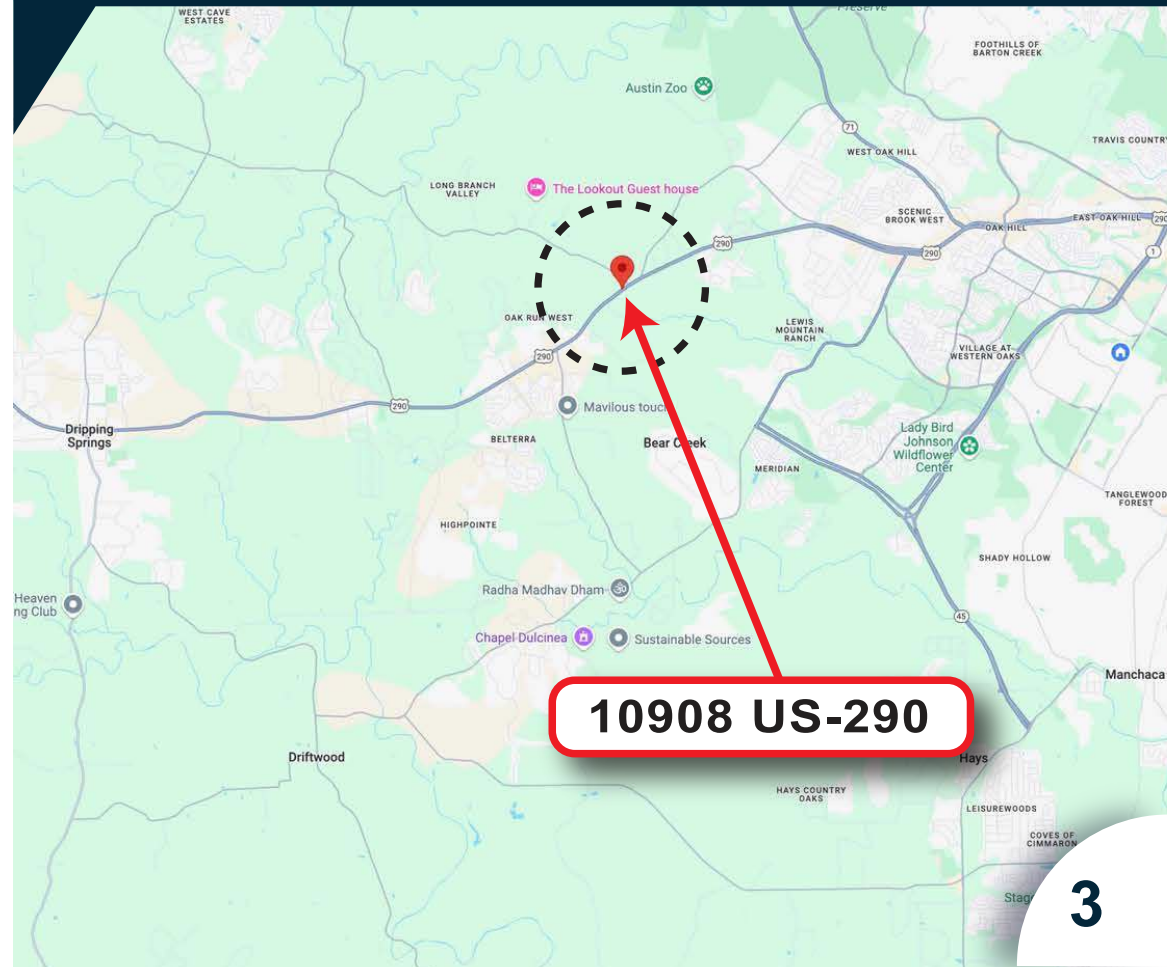 WEST CAVE
ESTATES
Preserve
FOOTHILLS OF
BARTON CREEK
Austin Zoo
71
TRAVIS COUNTRY
WEST OAK HILL
LONG BRANCH
VALLEY
The Lookout Guest house
SCENIC
BROOK WEST
EAST OAK HILL
290
OAK HILL
290
290
1
OAK RUN WEST
LEWIS
MOUNTAIN
RANCH
VILLAGE AT
WESTERN OAKS
290
290
Mavilous touch
Dripping
Springs
BELTERRA
Bear Creek
Lady Bird
Johnson
Wildflower
Center
MERIDIAN
TANGLEWOOD
FOREST
HIGHPOINTE
SHADY HOLLOW
Radha Madhav Dham
Heaven
ng Club
45
Chapel Dulcinea
Sustainable Sources
Manchaca
10908 US-290
Driftwood
Hays
HAYS COUNTRY
OAKS
LEISUREWOODS
COVES OF
CIMMARON
Stag
3